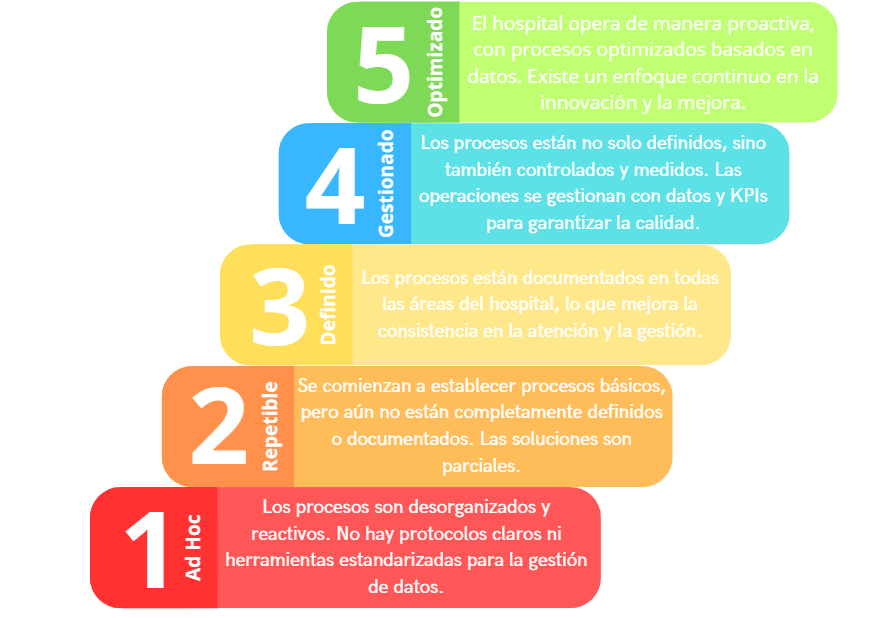 5
Optimizado
El hospital opera de manera proactiva,
con procesos optimizados basados en
datos. Existe un enfoque continuo en la
innovación y la mejora.
4
Gestionado
Los procesos están no solo definidos, sino
también controlados y medidos. Las
operaciones se gestionan con datos y KPIs
para garantizar la calidad.
3
Definido
Los procesos están documentados en todas
las áreas del hospital, lo que mejora la
consistencia en la atención y la gestión.
2
Repetible
Se comienzan a establecer procesos básicos,
pero aún no están completamente definidos
o documentados. Las soluciones son
parciales.
1
Ad Hoc
Los procesos son desorganizados y
reactivos. No hay protocolos claros ni
herramientas estandarizadas para la gestión
de datos.